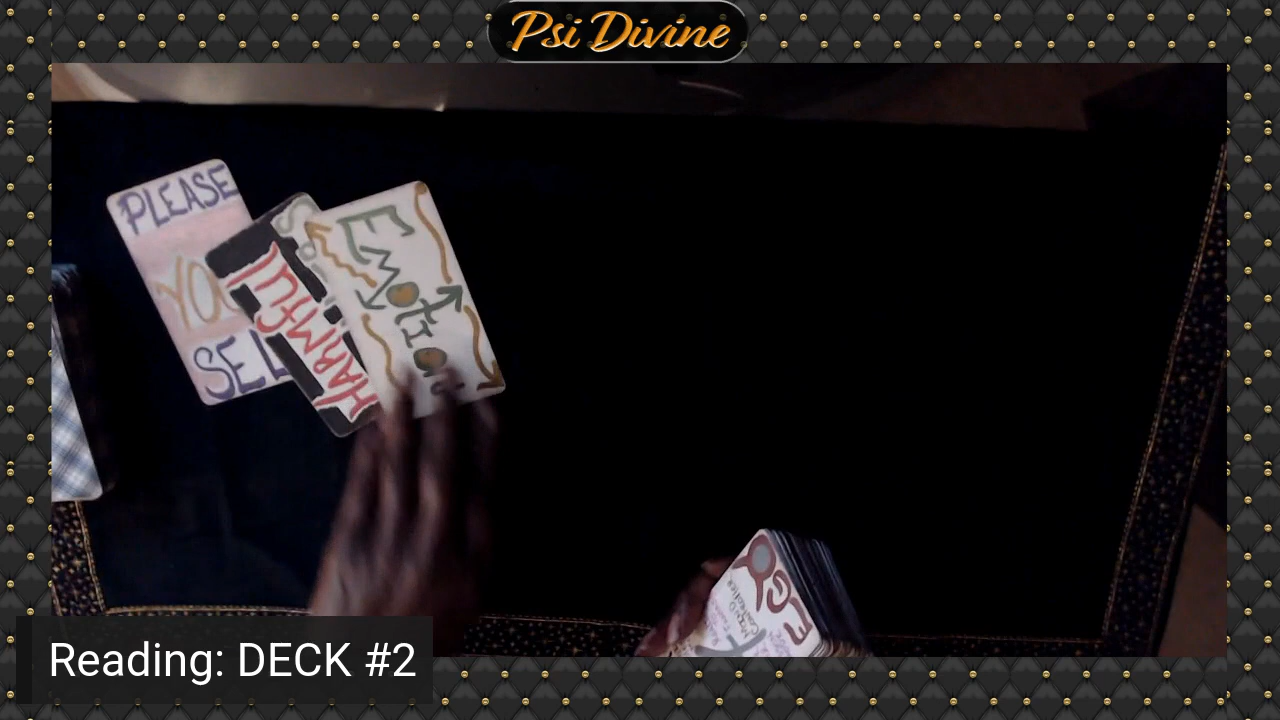 Psi Divine
PLEASE
YO
SEL
HARMFUL
EmotioN
EGO
Reading: DECK #2